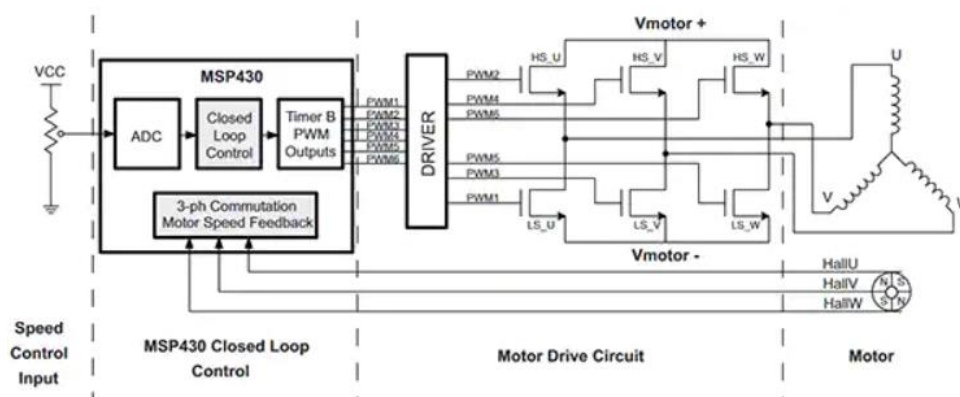 Vmotor +
VCC
MSP430
HS_U
HS_V
HS_W
U
PWM2
PWM4
PWM6
ADC
Closed
Loop
Control
Timer B
PWM
Outputs
PWM1
PWM2
PWM3
PWM4
PWM5
PWM6
DRIVER
PWM5
PWM3
PWM1
LS_U
LS_V
LS_W
V
W
3-ph Commutation
Motor Speed Feedback
Vmotor -
HallU
HallV
HallW
N S
S N
Speed
Control
Input
MSP430 Closed Loop
Control
Motor Drive Circuit
Motor